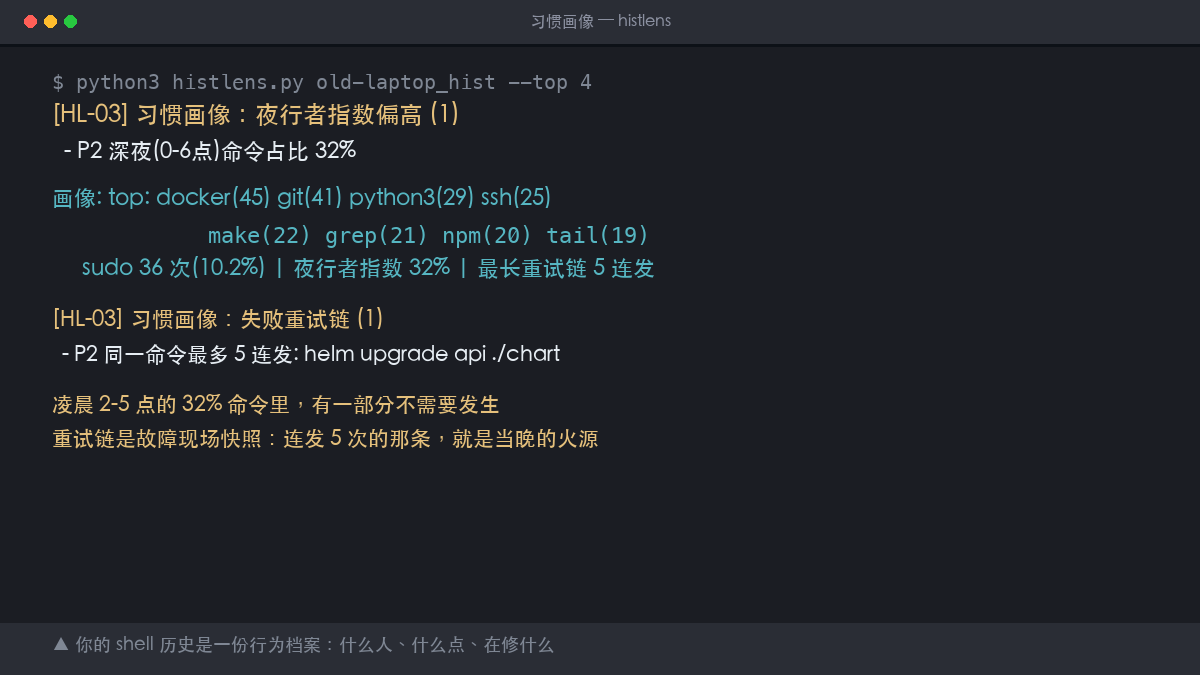 习惯画像 — histlens
$ python3 histlens.py old-laptop_hist --top 4
[HL-03] 习惯画像：夜行者指数偏高 (1)
- P2 深夜(0-6点)命令占比 32%
画像: top: docker(45) git(41) python3(29) ssh(25)
make(22) grep(21) npm(20) tail(19)
sudo 36 次(10.2%) | 夜行者指数 32% | 最长重试链 5 连发
[HL-03] 习惯画像：失败重试链 (1)
- P2 同一命令最多 5 连发: helm upgrade api ./chart
凌晨 2-5 点的 32% 命令里，有一部分不需要发生
重试链是故障现场快照：连发 5 次的那条，就是当晚的火源
▲ 你的 shell 历史是一份行为档案：什么人、什么点、在修什么